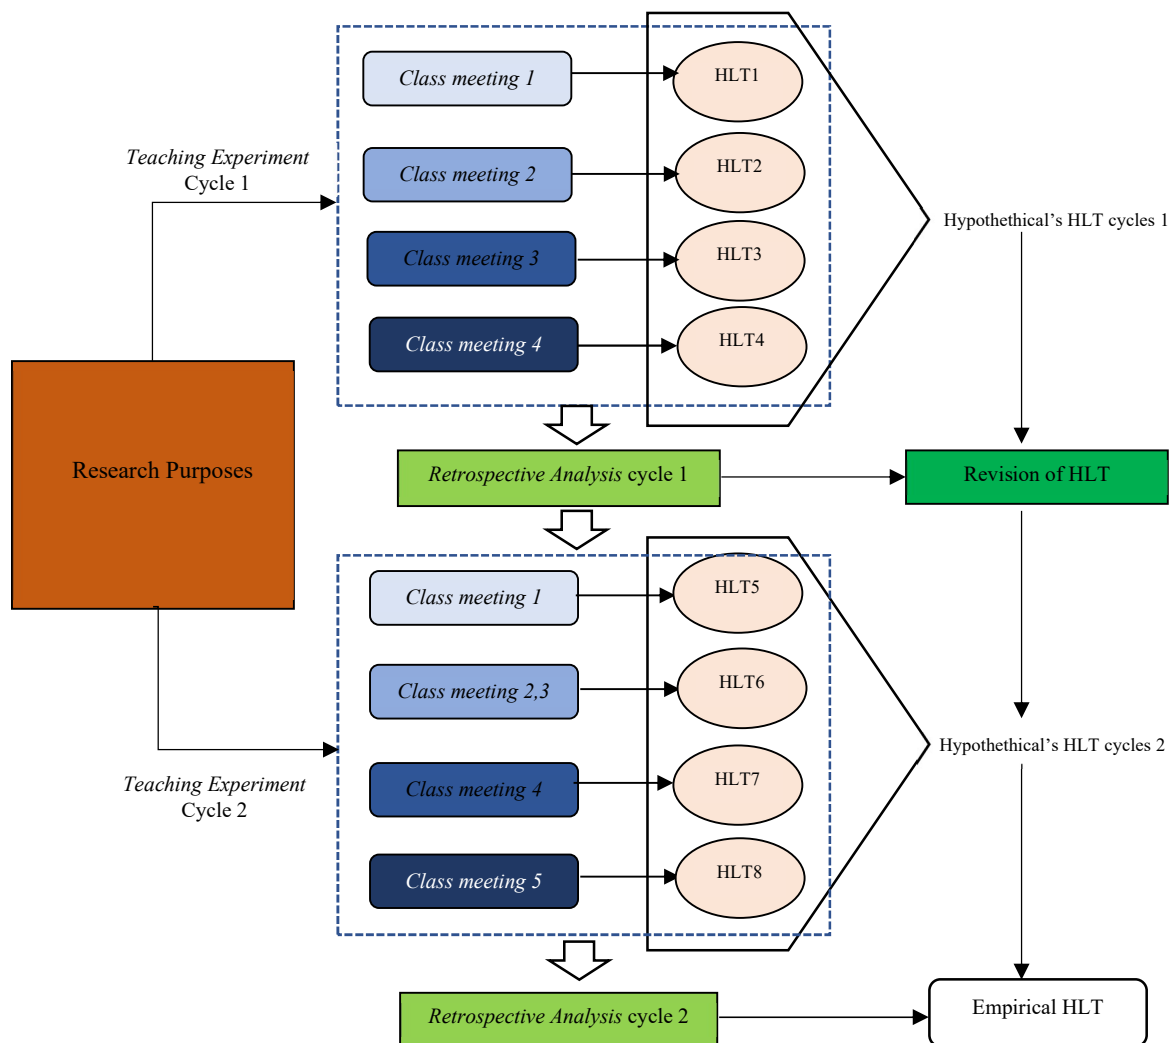 Class meeting 1
HLT1
Teaching Experiment
Cycle 1
Class meeting 2
HLT2
Hypothethical's HLT cycles 1
Class meeting 3
HLT3
Class meeting 4
HLT4
Research Purposes
Retrospective Analysis cycle 1
Revision of HLT
Class meeting 1
HLT5
Class meeting 2,3
HLT6
Hypothethical's HLT cycles 2
Teaching Experiment
Cycle 2
Class meeting 4
HLT7
Class meeting 5
HLT8
Retrospective Analysis cycle 2
Empirical HLT